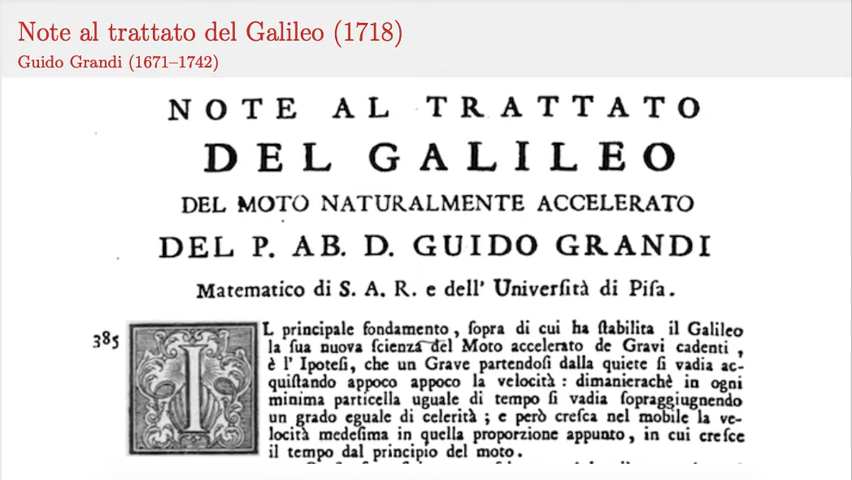 Note al trattato del Galileo (1718)
Guido Grandi (1671–1742)
NOTE AL TRATTATO
DEL GALILEO
DEL MOTO NATURALMENTE ACCELERATO
DEL P. AB. D. GUIDO GRANDI
Matematico di S. A. R. e dell' Univerſità di Piſa.
385
IL principale fondamento, ſopra di cui ha ſtabilita il Galileo
la ſua nuova ſcienza del Moto accelerato de Gravi cadenti,
è l' Ipoteſi, che un Grave partendoſi dalla quiete ſi vadia ac-
quiſtando appoco appoco la velocità: dimanierachè in ogni
minima particella uguale di tempo ſi vadia ſopraggiugnendo
un grado eguale di celerità; e però creſca nel mobile la ve-
locità medeſima in quella proporzione appunto, in cui creſce
il tempo dal principio del moto.